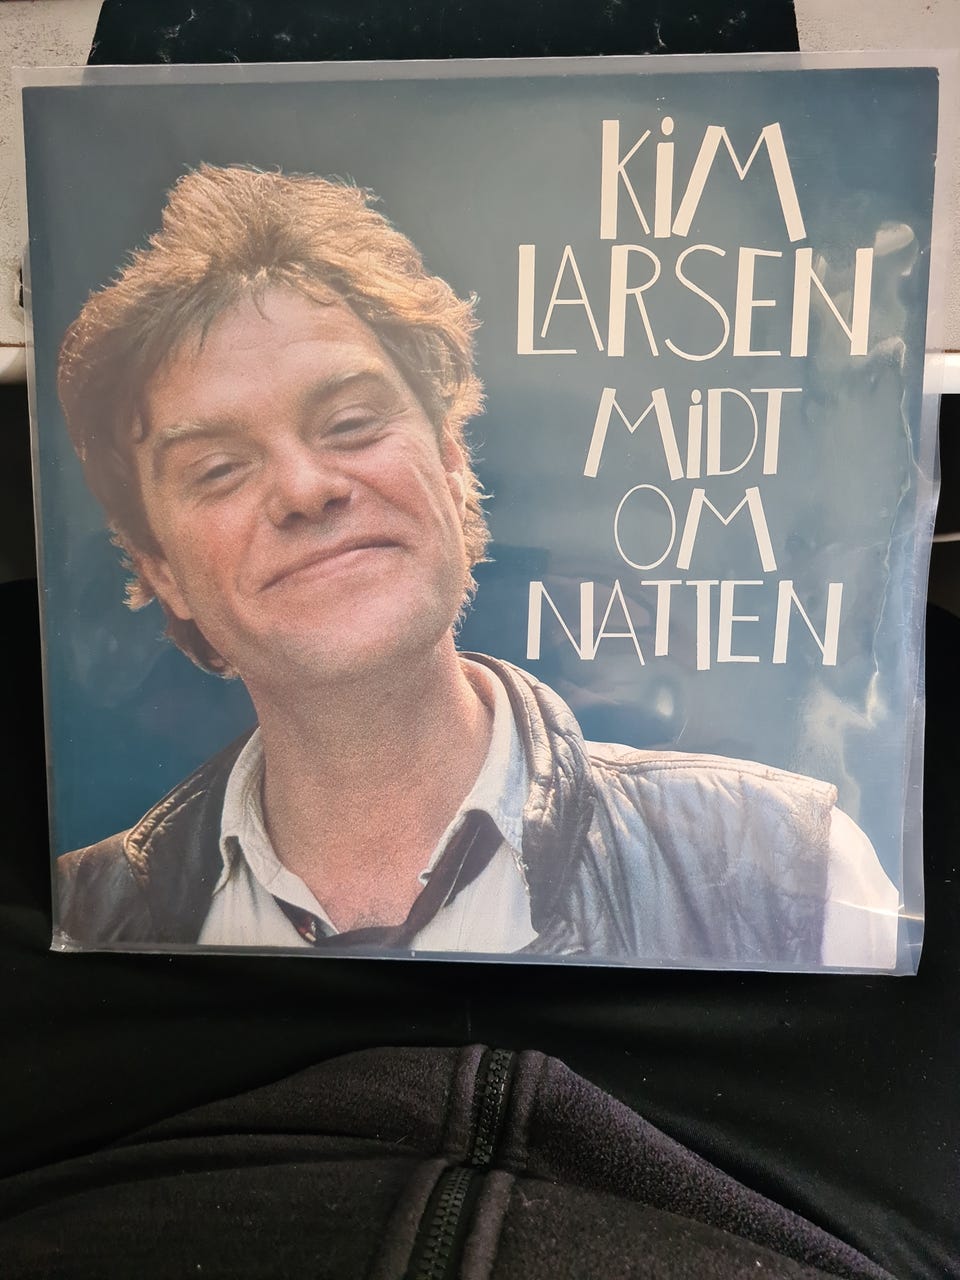 KiM
LARSEN
MiDT
OM
NATTEN